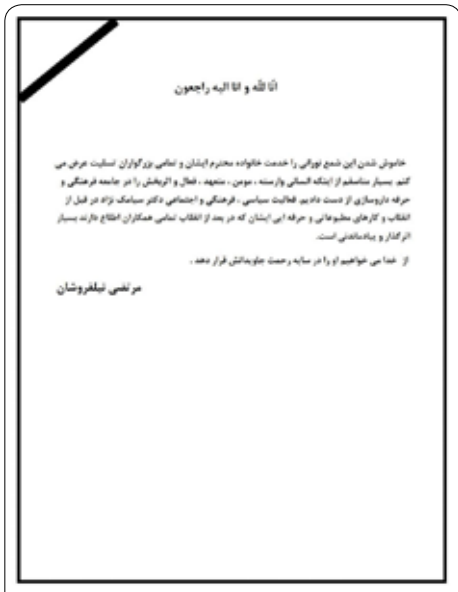 انّا لله و انا الیه راجعون
خاموش شدن این شمع نورانی را خدمت خانواده محترم ایشان و تمامی بزرگواران تسلیت عرض می
کنم. بسیار متاسفم از اینکه انسانی وارسته ، مومن ، متعهد ، فعال و اثربخش را در جامعه فرهنگی و
حرفه داروسازی از دست دادیم. فعالیت سیاسی ، فرهنگی و اجتماعی دکتر سیامک نژاد در قبل از
انقلاب و کارهای مطبوعاتی و حرفه ایی ایشان که در بعد از انقلاب تمامی همکاران اطلاع دارند بسیار
اثرگذار و بیادماندنی است.
از خدا می خواهیم او را در سایه رحمت جاویدانش قرار دهد .
مرتضی نیلفروشان